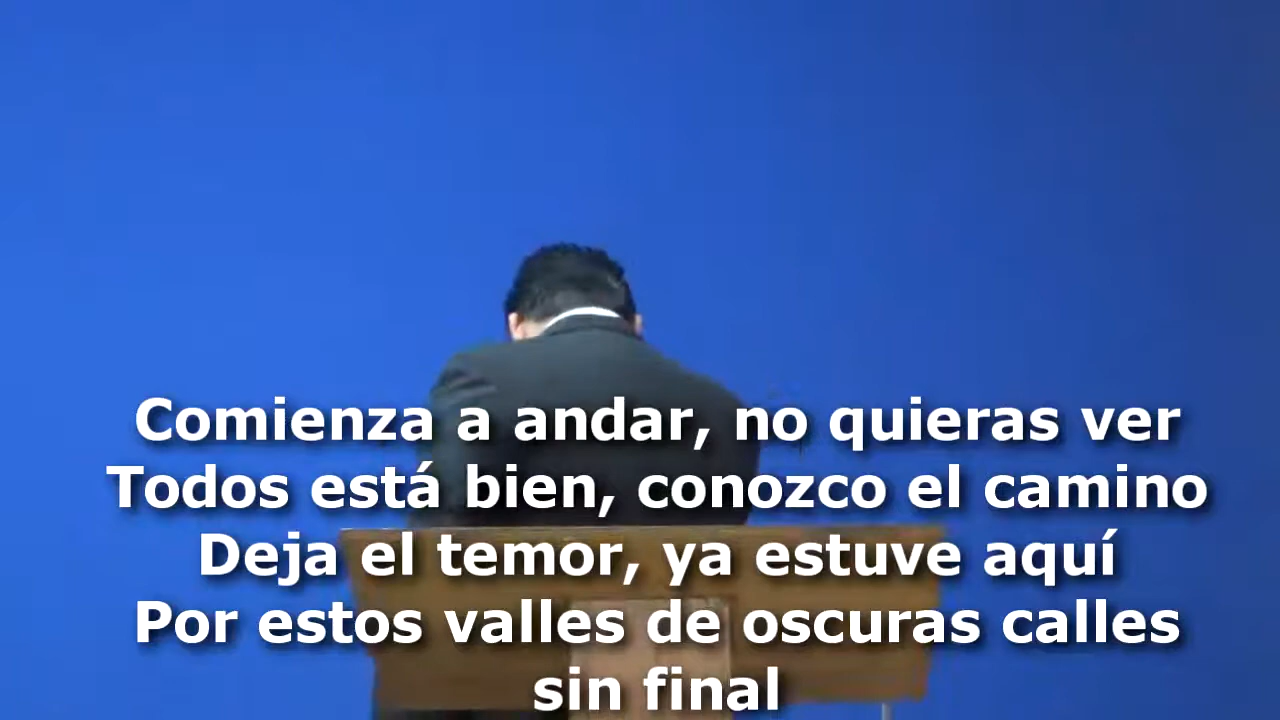 Comienza a andar, no quieras ver
Todos está bien, conozco el camino
Deja el temor, ya estuve aquí
Por estos valles de oscuras calles
sin final